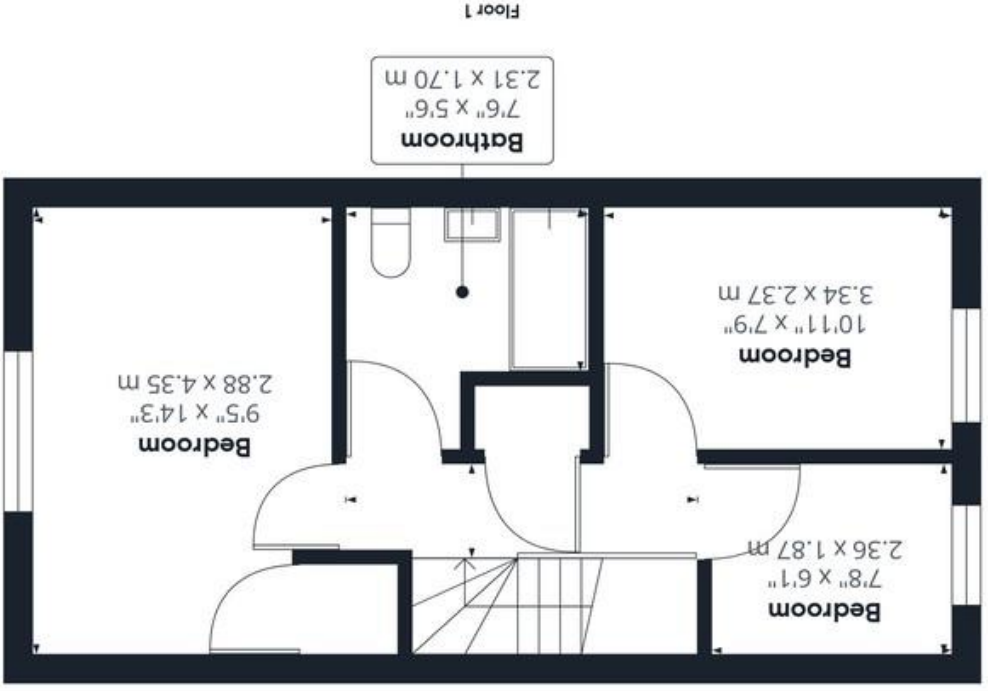 Bedroom
7'8" x 6'1"
2.36 x 1.87 m
Bedroom
9'5" x 14'3"
2.88 x 4.35 m
Bedroom
10'11" x 7'9"
3.34 x 2.37 m
Bathroom
7'6" x 5'6"
2.31 x 1.70 m
Floor 1